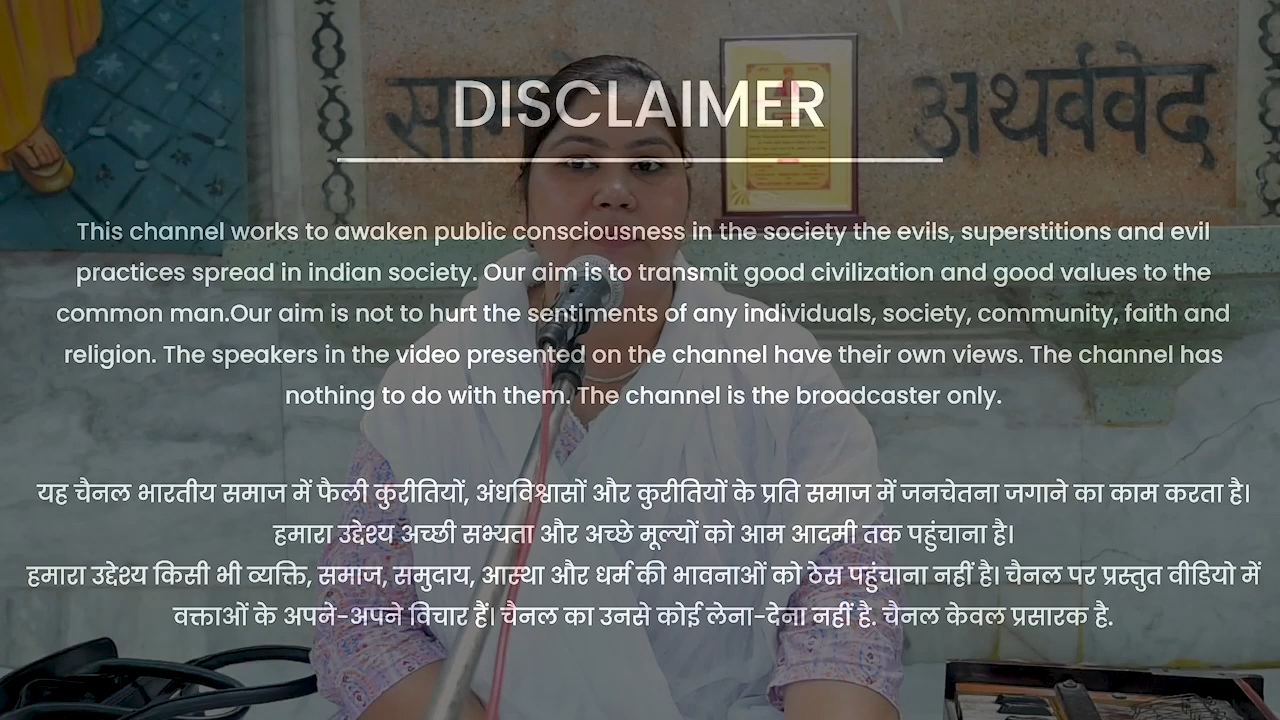 DISCLAIMER
अथर्ववेद
This channel works to awaken public consciousness in the society the evils, superstitions and evil
practices spread in indian society. Our aim is to transmit good civilization and good values to the
common man.Our aim is not to hurt the sentiments of any individuals, society, community, faith and
religion. The speakers in the video presented on the channel have their own views. The channel has
nothing to do with them. The channel is the broadcaster only.
यह चैनल भारतीय समाज में फैली कुरीतियों, अंधविश्वासों और कुरीतियों के प्रति समाज में जनचेतना जगाने का काम करता है।
हमारा उद्देश्य अच्छी सभ्यता और अच्छे मूल्यों को आम आदमी तक पहुंचाना है।
हमारा उद्देश्य किसी भी व्यक्ति, समाज, समुदाय, आस्था और धर्म की भावनाओं को ठेस पहुंचाना नहीं है। चैनल पर प्रस्तुत वीडियो में
वक्ताओं के अपने-अपने विचार हैं। चैनल का उनसे कोई लेना-देना नहीं है. चैनल केवल प्रसारक है.